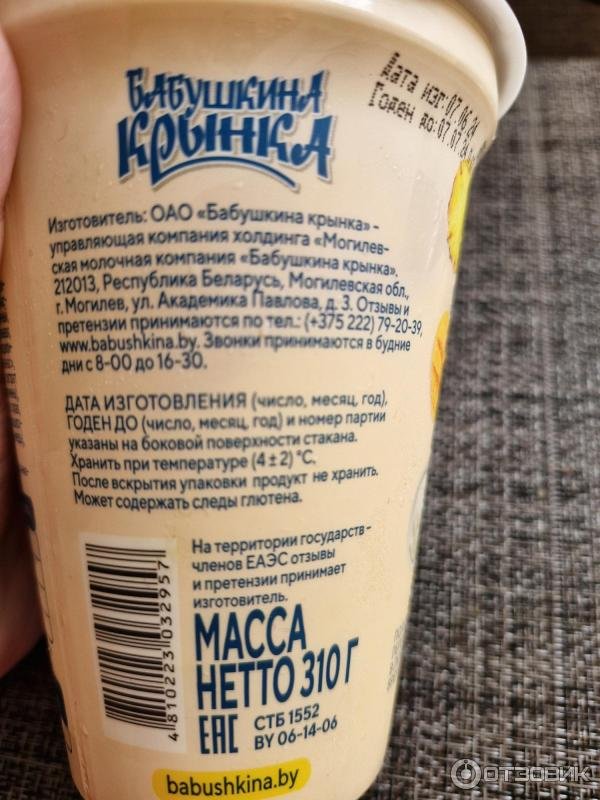 БАБУШКИНА
КРЫНКА
Дата изг:07.06.24
Годен до:07.07.24
Изготовитель: ОАО «Бабушкина крынка» -
управляющая компания холдинга «Могилев-
ская молочная компания «Бабушкина крынка».
212013, Республика Беларусь, Могилевская обл.,
г. Могилев, ул. Академика Павлова, д. 3. Отзывы и
претензии принимаются по тел.: (+375 222) 79-20-39,
www.babushkina.by. Звонки принимаются в будние
дни с 8-00 до 16-30.
ДАТА ИЗГОТОВЛЕНИЯ (число, месяц, год),
ГОДЕН ДО (число, месяц, год) и номер партии
указаны на боковой поверхности стакана.
Хранить при температуре (4 ± 2) °С.
После вскрытия упаковки продукт не хранить.
Может содержать следы глютена.
4 810223 032957
На территории государств-
членов ЕАЭС отзывы
и претензии принимает
изготовитель.
МАССА
НЕТТО 310 Г
ЕАС
СТБ 1552
BY 06-14-06
babushkina.by
ОТЗОВИК